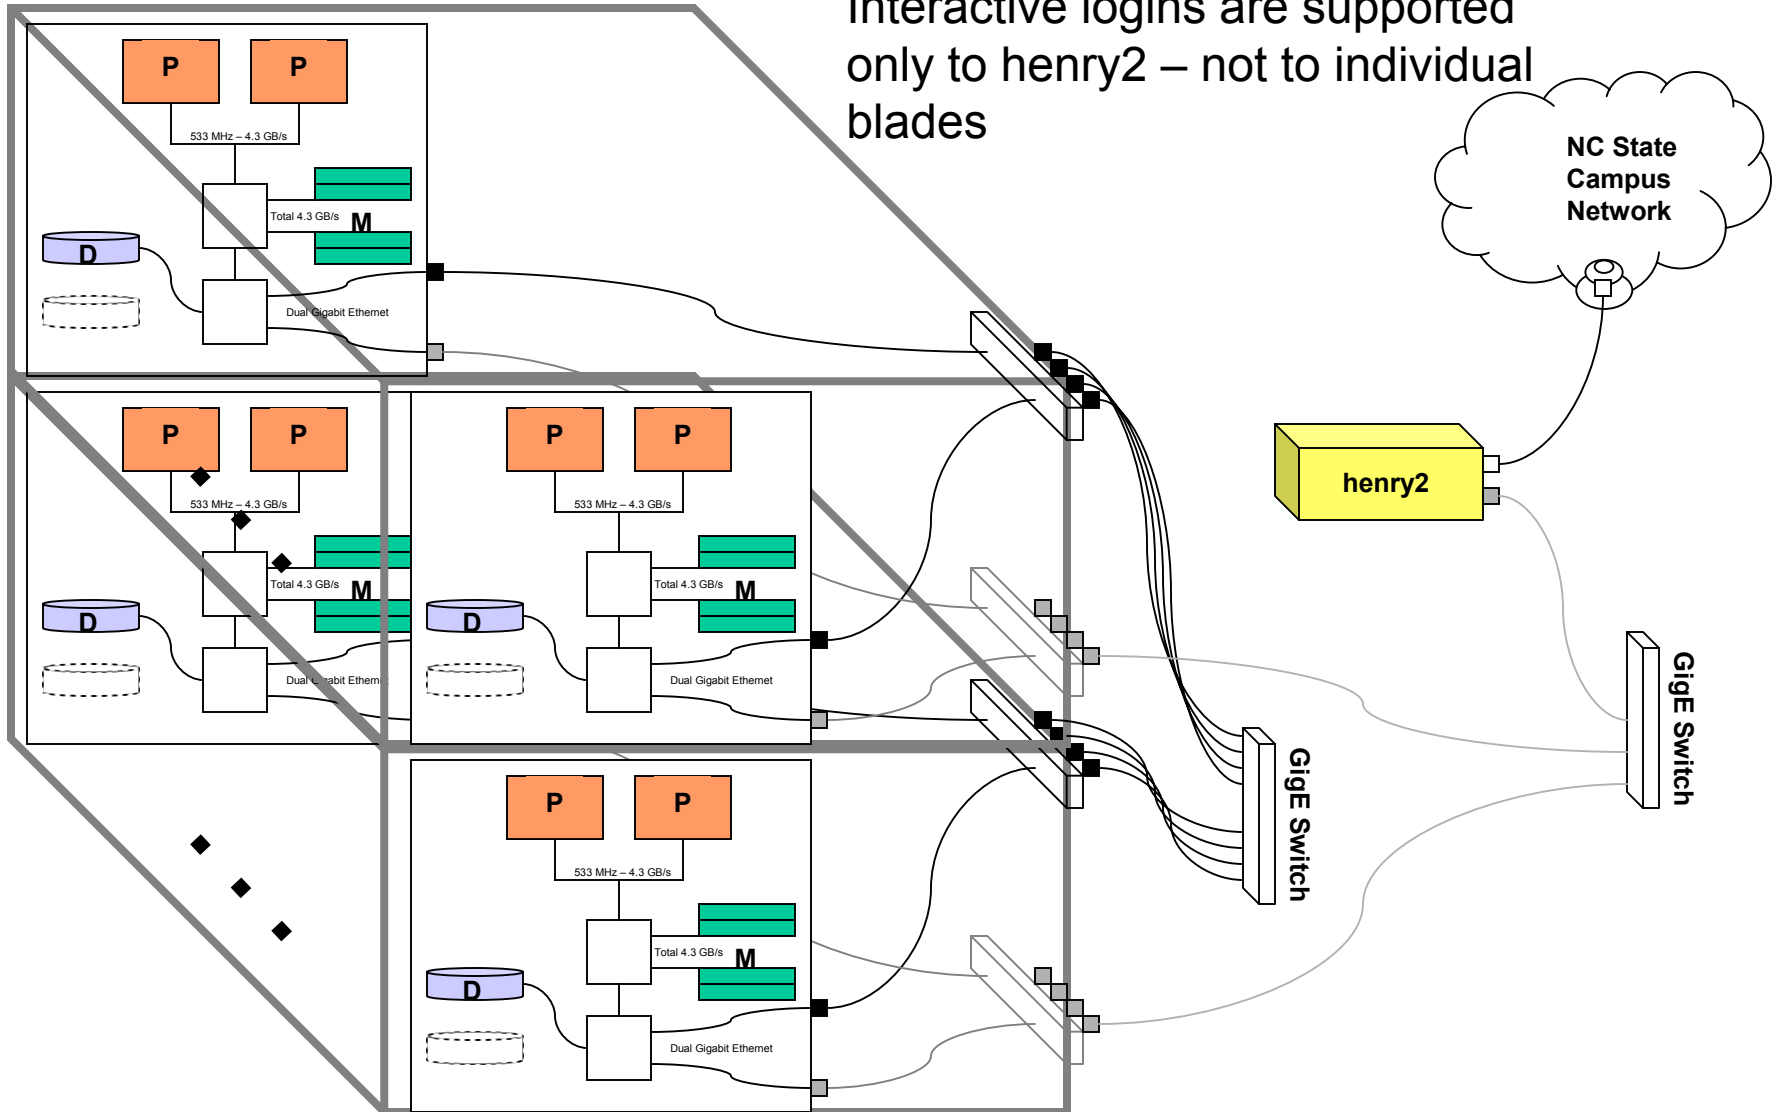 Interactive logins are supported
only to henry2 – not to individual
blades
NC State
Campus
Network
P
P
533 MHz – 4.3 GB/s
Total 4.3 GB/s
M
D
Dual Gigabit Ethernet
P
P
533 MHz – 4.3 GB/s
Total 4.3 GB/s
M
D
Dual Gigabit Etherne
P
P
533 MHz – 4.3 GB/s
Total 4.3 GB/s
M
D
Dual Gigabit Ethernet
henry2
GigE Switch
GigE Switch
P
P
533 MHz – 4.3 GB/s
Total 4.3 GB/s
M
D
Dual Gigabit Ethernet